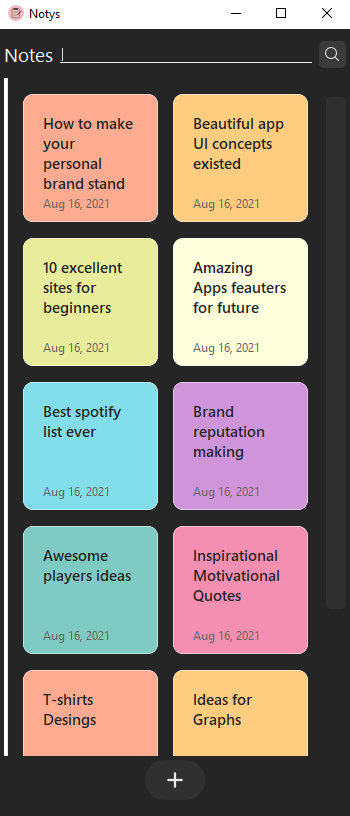 Notys
Notes
How to make
your
personal
brand stand
Aug 16, 2021
Beautiful app
UI concepts
existed
Aug 16, 2021
10 excellent
sites for
beginners
Aug 16, 2021
Amazing
Apps feauters
for future
Aug 16, 2021
Best spotify
list ever
Aug 16, 2021
Brand
reputation
making
Aug 16, 2021
Awesome
players ideas
Aug 16, 2021
Inspirational
Motivational
Quotes
Aug 16, 2021
T-shirts
Desings
Ideas for
Graphs